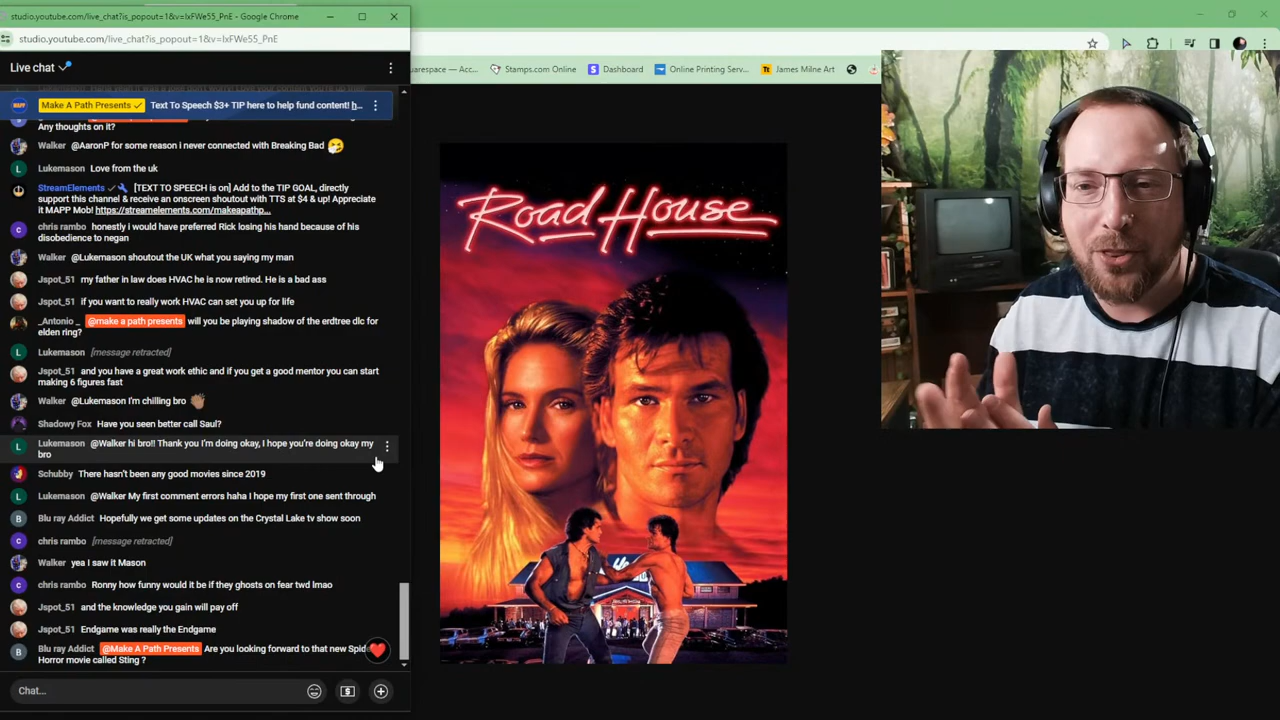 studio.youtube.com/live_chat?is_popout=1&v=lxFWe55_PnE - Google Chrome
studio.youtube.com/live_chat?is_popout=1&v=lxFWe55_PnE
quarespace — Acc...
Stamps.com Online
Dashboard
Online Printing Serv...
Tt
James Milne Art
Live chat
Make A Path Presents Text To Speech $3+ TIP here to help fund content! h...
Any thoughts on it?
Walker @AaronP for some reason i never connected with Breaking Bad
L Lukemason Love from the uk
StreamElements [TEXT TO SPEECH is on] Add to the TIP GOAL, directly
support this channel & receive an onscreen shoutout with TTS at $4 & up! Appreciate
it MAPP Mob! https://streamelements.com/makeapathp...
c chris rambo honestly i would have preferred Rick losing his hand because of his
disobedience to negan
Walker @Lukemason shoutout the UK what you saying my man
Jspot_51 my father in law does HVAC he is now retired. He is a bad ass
Jspot_51 if you want to really work HVAC can set you up for life
_Antonio_ @make a path presents will you be playing shadow of the erdtree dlc for
elden ring?
L Lukemason [message retracted]
Jspot_51 and you have a great work ethic and if you get a good mentor you can start
making 6 figures fast
Walker @Lukemason I'm chilling bro
Shadowy Fox Have you seen better call Saul?
L Lukemason @Walker hi bro!! Thank you I'm doing okay, I hope you're doing okay my
bro
Schubby There hasn't been any good movies since 2019
L Lukemason @Walker My first comment errors haha I hope my first one sent through
B Blu ray Addict Hopefully we get some updates on the Crystal Lake tv show soon
c chris rambo [message retracted]
Walker yea I saw it Mason
c chris rambo Ronny how funny would it be if they ghosts on fear twd lmao
Jspot_51 and the knowledge you gain will pay off
Jspot_51 Endgame was really the Endgame
B Blu ray Addict @Make A Path Presents Are you looking forward to that new Spid
Horror movie called Sting ?
Chat...
Road House